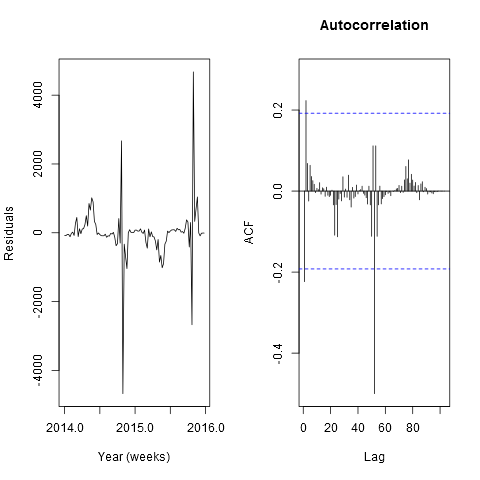 Autocorrelation
Residuals
-4000 -2000 0 2000 4000
2014.0 2015.0 2016.0
Year (weeks)
ACF
-0.4 -0.2 0.0 0.2
0 20 40 60 80
Lag